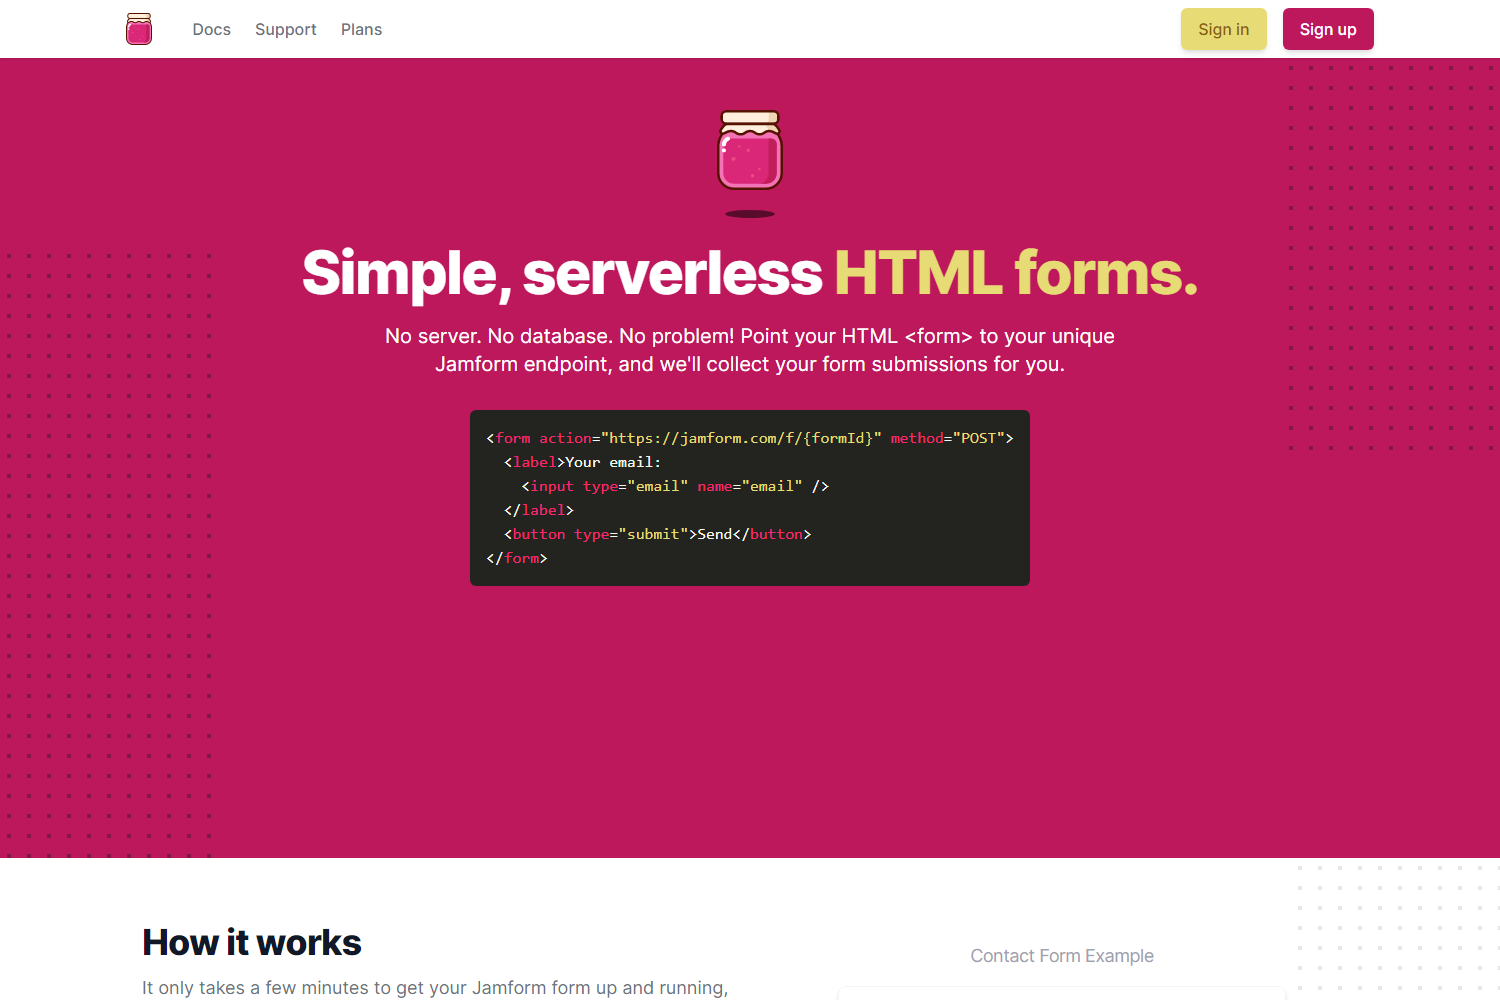 Docs Support Plans Sign in Sign up
Simple, serverless HTML forms.
No server. No database. No problem! Point your HTML <form> to your unique
Jamform endpoint, and we'll collect your form submissions for you.
<form action="https://jamform.com/f/{formId}" method="POST">
  <label>Your email:
    <input type="email" name="email" />
  </label>
  <button type="submit">Send</button>
</form>
How it works
It only takes a few minutes to get your Jamform form up and running,
Contact Form Example